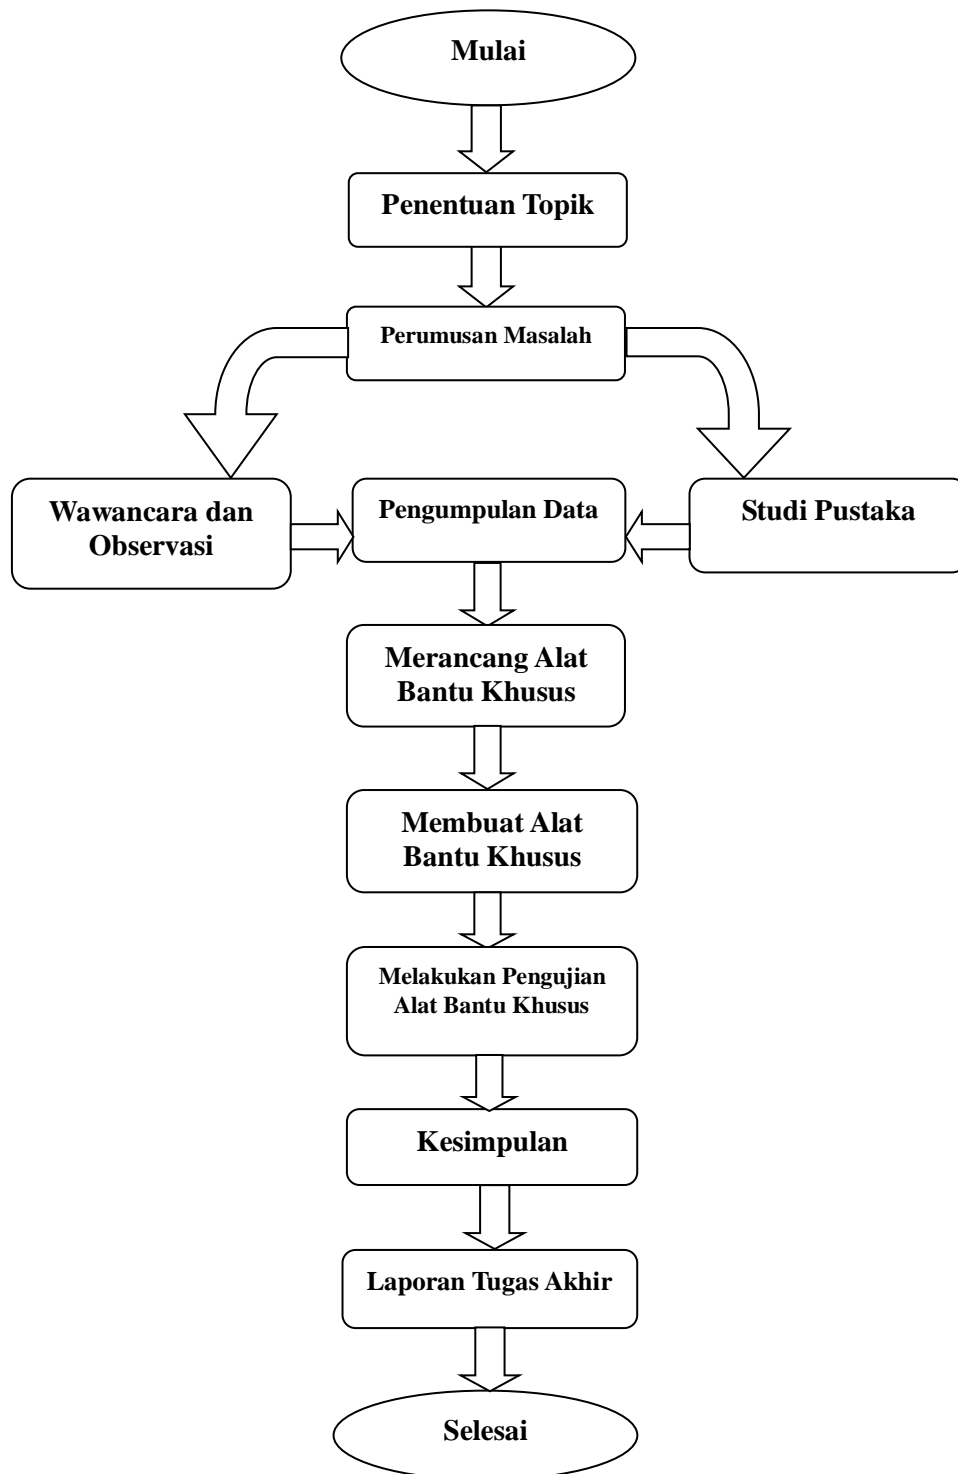 Mulai
Penentuan Topik
Perumusan Masalah
Wawancara dan
Observasi
Pengumpulan Data
Studi Pustaka
Merancang Alat
Bantu Khusus
Membuat Alat
Bantu Khusus
Melakukan Pengujian
Alat Bantu Khusus
Kesimpulan
Laporan Tugas Akhir
Selesai